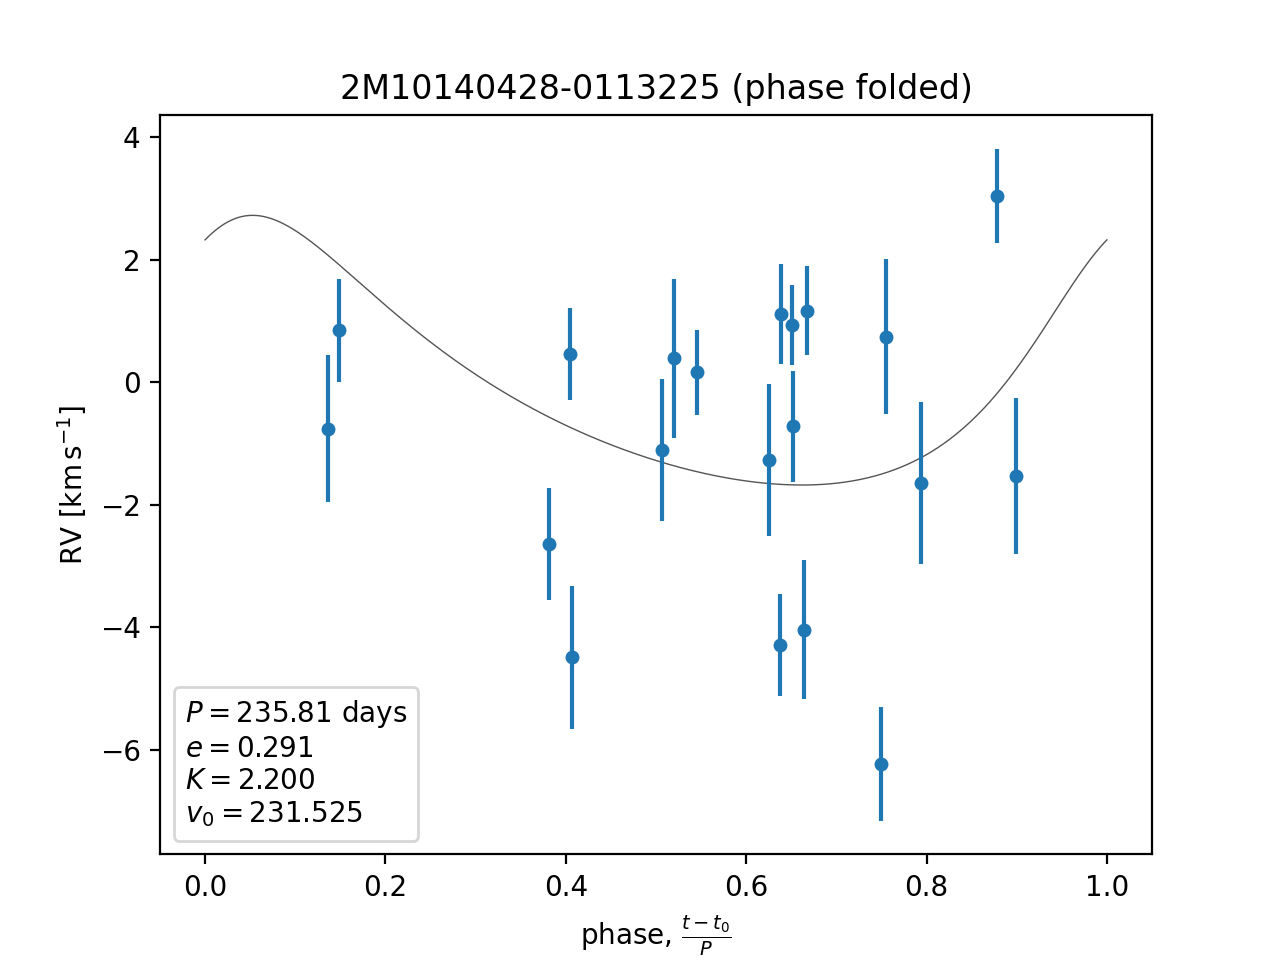 2M10140428-0113225 (phase folded)
4
2
0
−2
−4
−6
RV [km s⁻¹]
P = 235.81 days
e = 0.291
K = 2.200
v₀ = 231.525
0.0 0.2 0.4 0.6 0.8 1.0
phase, (t − t₀)/P